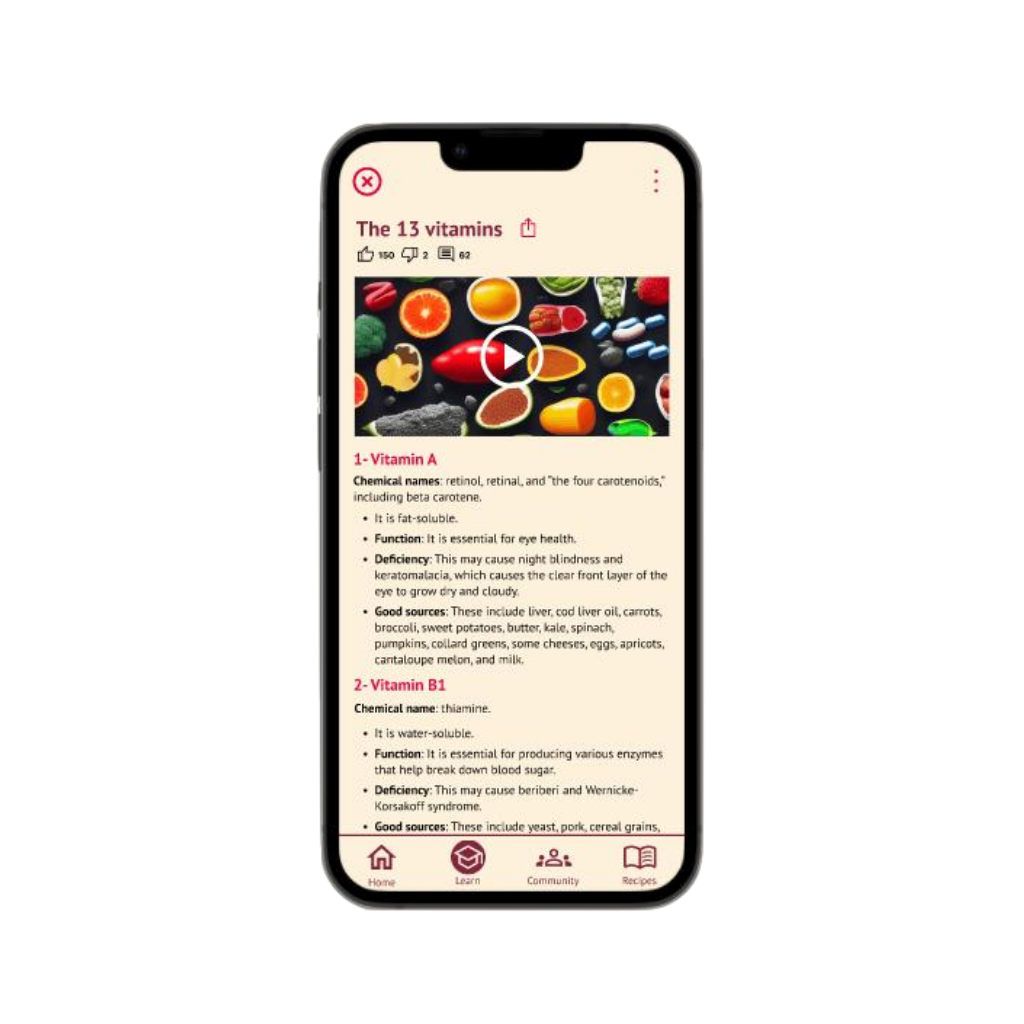 The 13 vitamins
150 2 62
1- Vitamin A
Chemical names: retinol, retinal, and "the four carotenoids,"
including beta carotene.
• It is fat-soluble.
• Function: It is essential for eye health.
• Deficiency: This may cause night blindness and
keratomalacia, which causes the clear front layer of the
eye to grow dry and cloudy.
• Good sources: These include liver, cod liver oil, carrots,
broccoli, sweet potatoes, butter, kale, spinach,
pumpkins, collard greens, some cheeses, eggs, apricots,
cantaloupe melon, and milk.
2- Vitamin B1
Chemical name: thiamine.
• It is water-soluble.
• Function: It is essential for producing various enzymes
that help break down blood sugar.
• Deficiency: This may cause beriberi and Wernicke-
Korsakoff syndrome.
• Good sources: These include yeast, pork, cereal grains,
Home Learn Community Recipes